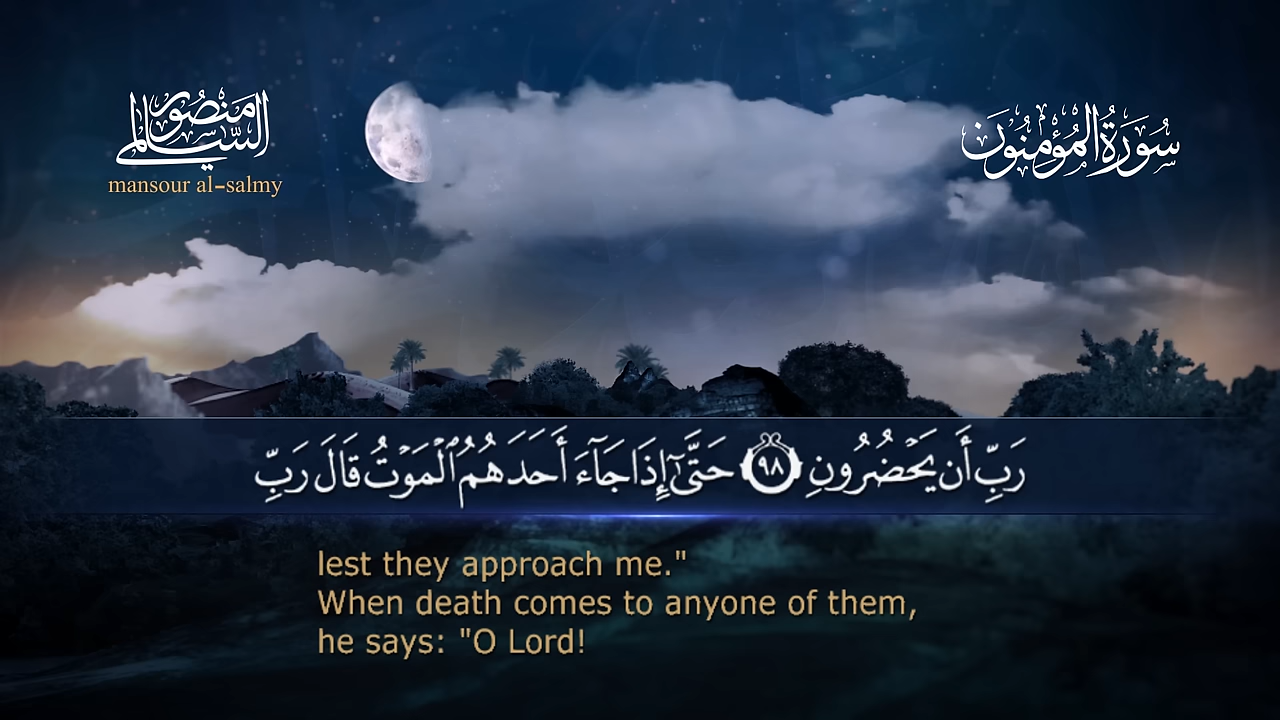 منصور السالمي
mansour al-salmy
سُورَةُ المُؤْمِنُونَ
رَبِّ أَن يَحْضُرُونِ ٩٨ حَتَّىٰٓ إِذَا جَآءَ أَحَدَهُمُ ٱلْمَوْتُ قَالَ رَبِّ
lest they approach me."
When death comes to anyone of them,
he says: "O Lord!